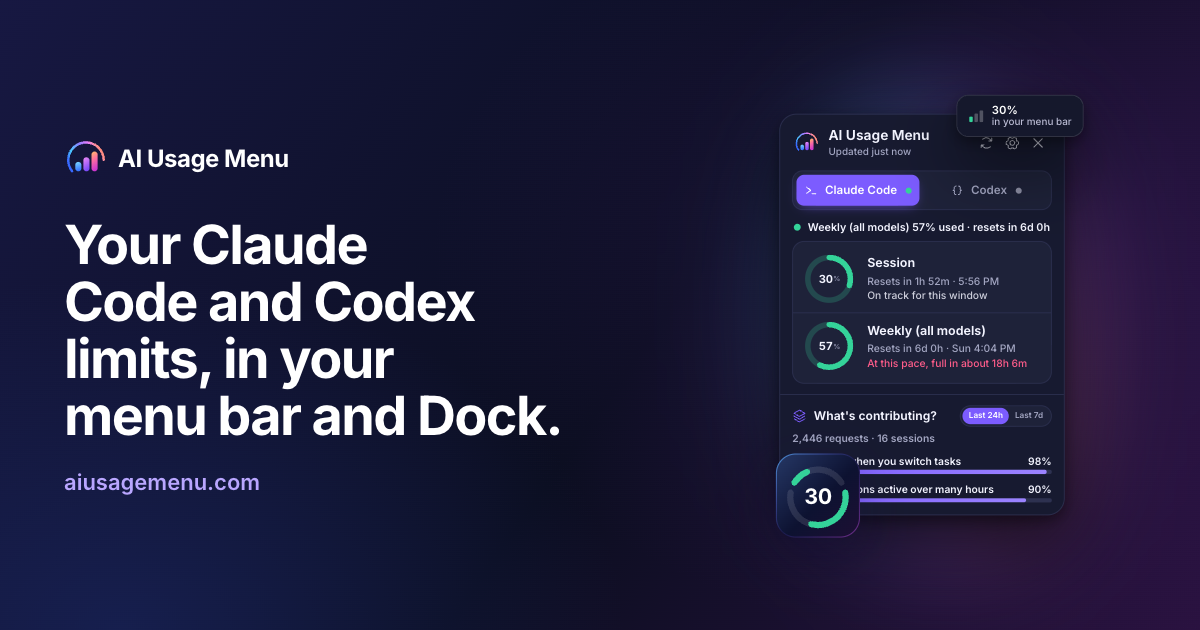 AI Usage Menu
Your Claude
Code and Codex
limits, in your
menu bar and Dock.
aiusagemenu.com
30%
in your menu bar
AI Usage Menu
Updated just now
>_ Claude Code
{} Codex
Weekly (all models) 57% used · resets in 6d 0h
30%
Session
Resets in 1h 52m · 5:56 PM
On track for this window
57%
Weekly (all models)
Resets in 6d 0h · Sun 4:04 PM
At this pace, full in about 18h 6m
What's contributing?
Last 24h
Last 7d
2,446 requests · 16 sessions
when you switch tasks 98%
active over many hours 90%
30